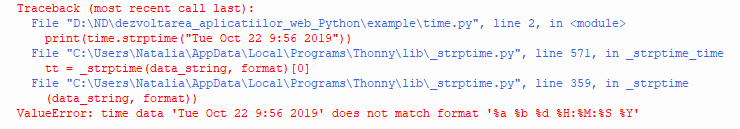 Traceback (most recent call last):
  File "D:\ND\dezvoltarea_aplicatiilor_web_Python\example\time.py", line 2, in <module>
    print(time.strptime("Tue Oct 22 9:56 2019"))
  File "C:\Users\Natalia\AppData\Local\Programs\Thonny\lib\_strptime.py", line 571, in _strptime_time
    tt = _strptime(data_string, format)[0]
  File "C:\Users\Natalia\AppData\Local\Programs\Thonny\lib\_strptime.py", line 359, in _strptime
    (data_string, format))
ValueError: time data 'Tue Oct 22 9:56 2019' does not match format '%a %b %d %H:%M:%S %Y'